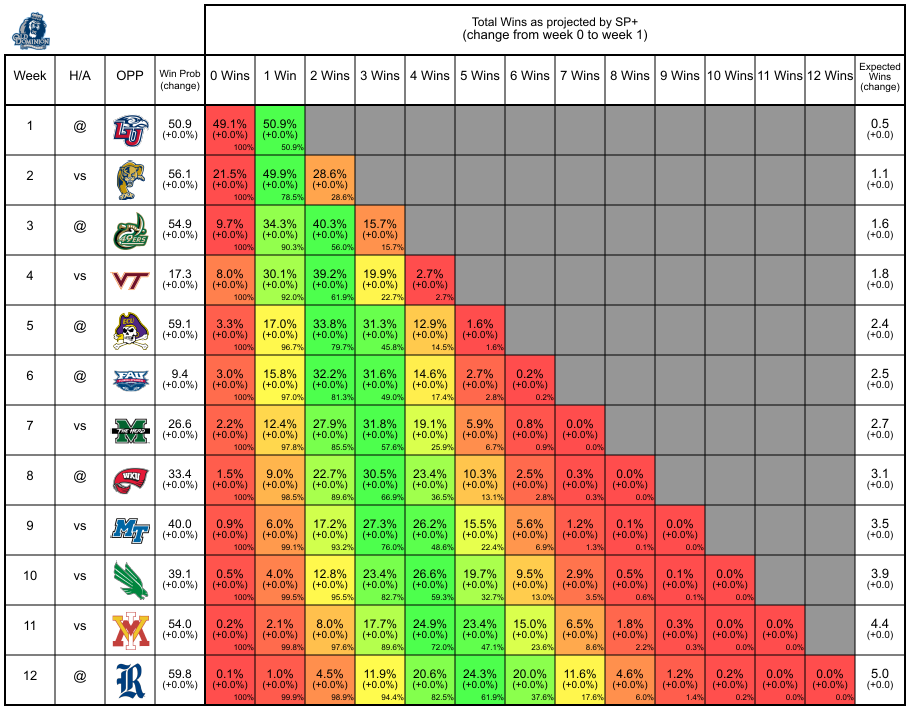 OLD DOMINION
Total Wins as projected by SP+
(change from week 0 to week 1)
Week H/A OPP Win Prob (change) 0 Wins 1 Win 2 Wins 3 Wins 4 Wins 5 Wins 6 Wins 7 Wins 8 Wins 9 Wins 10 Wins 11 Wins 12 Wins Expected Wins (change)
1 @ LU 50.9 49.1% 50.9% 0.5
(+0.0%) (+0.0%) (+0.0%) (+0.0)
100% 50.9%
2 vs 56.1 21.5% 49.9% 28.6% 1.1
(+0.0%) (+0.0%) (+0.0%) (+0.0%) (+0.0)
100% 78.5% 28.6%
3 @ 49ERS 54.9 9.7% 34.3% 40.3% 15.7% 1.6
(+0.0%) (+0.0%) (+0.0%) (+0.0%) (+0.0%) (+0.0)
100% 90.3% 56.0% 15.7%
4 vs VT 17.3 8.0% 30.1% 39.2% 19.9% 2.7% 1.8
(+0.0%) (+0.0%) (+0.0%) (+0.0%) (+0.0%) (+0.0%) (+0.0)
100% 92.0% 61.9% 22.7% 2.7%
5 @ ECU 59.1 3.3% 17.0% 33.8% 31.3% 12.9% 1.6% 2.4
(+0.0%) (+0.0%) (+0.0%) (+0.0%) (+0.0%) (+0.0%) (+0.0%) (+0.0)
100% 96.7% 79.7% 45.8% 14.5% 1.6%
6 @ FAU 9.4 3.0% 15.8% 32.2% 31.6% 14.6% 2.7% 0.2% 2.5
(+0.0%) (+0.0%) (+0.0%) (+0.0%) (+0.0%) (+0.0%) (+0.0%) (+0.0%) (+0.0)
100% 97.0% 81.3% 49.0% 17.4% 2.8% 0.2%
7 vs M THE HERD 26.6 2.2% 12.4% 27.9% 31.8% 19.1% 5.9% 0.8% 0.0% 2.7
(+0.0%) (+0.0%) (+0.0%) (+0.0%) (+0.0%) (+0.0%) (+0.0%) (+0.0%) (+0.0%) (+0.0)
100% 97.8% 85.5% 57.6% 25.9% 6.7% 0.9% 0.0%
8 @ WKU 33.4 1.5% 9.0% 22.7% 30.5% 23.4% 10.3% 2.5% 0.3% 0.0% 3.1
(+0.0%) (+0.0%) (+0.0%) (+0.0%) (+0.0%) (+0.0%) (+0.0%) (+0.0%) (+0.0%) (+0.0%) (+0.0)
100% 98.5% 89.6% 66.9% 36.5% 13.1% 2.8% 0.3% 0.0%
9 vs MT 40.0 0.9% 6.0% 17.2% 27.3% 26.2% 15.5% 5.6% 1.2% 0.1% 0.0% 3.5
(+0.0%) (+0.0%) (+0.0%) (+0.0%) (+0.0%) (+0.0%) (+0.0%) (+0.0%) (+0.0%) (+0.0%) (+0.0%) (+0.0)
100% 99.1% 93.2% 76.0% 48.6% 22.4% 6.9% 1.3% 0.1% 0.0%
10 vs 39.1 0.5% 4.0% 12.8% 23.4% 26.6% 19.7% 9.5% 2.9% 0.5% 0.1% 0.0% 3.9
(+0.0%) (+0.0%) (+0.0%) (+0.0%) (+0.0%) (+0.0%) (+0.0%) (+0.0%) (+0.0%) (+0.0%) (+0.0%) (+0.0%) (+0.0)
100% 99.5% 95.5% 82.7% 59.3% 32.7% 13.0% 3.5% 0.6% 0.1% 0.0%
11 vs VMI 54.0 0.2% 2.1% 8.0% 17.7% 24.9% 23.4% 15.0% 6.5% 1.8% 0.3% 0.0% 0.0% 4.4
(+0.0%) (+0.0%) (+0.0%) (+0.0%) (+0.0%) (+0.0%) (+0.0%) (+0.0%) (+0.0%) (+0.0%) (+0.0%) (+0.0%) (+0.0%) (+0.0)
100% 99.8% 97.6% 89.6% 72.0% 47.1% 23.6% 8.6% 2.2% 0.3% 0.0% 0.0%
12 @ R 59.8 0.1% 1.0% 4.5% 11.9% 20.6% 24.3% 20.0% 11.6% 4.6% 1.2% 0.2% 0.0% 0.0% 5.0
(+0.0%) (+0.0%) (+0.0%) (+0.0%) (+0.0%) (+0.0%) (+0.0%) (+0.0%) (+0.0%) (+0.0%) (+0.0%) (+0.0%) (+0.0%) (+0.0%) (+0.0)
100% 99.9% 98.9% 94.4% 82.5% 61.9% 37.6% 17.6% 6.0% 1.4% 0.2% 0.0% 0.0%